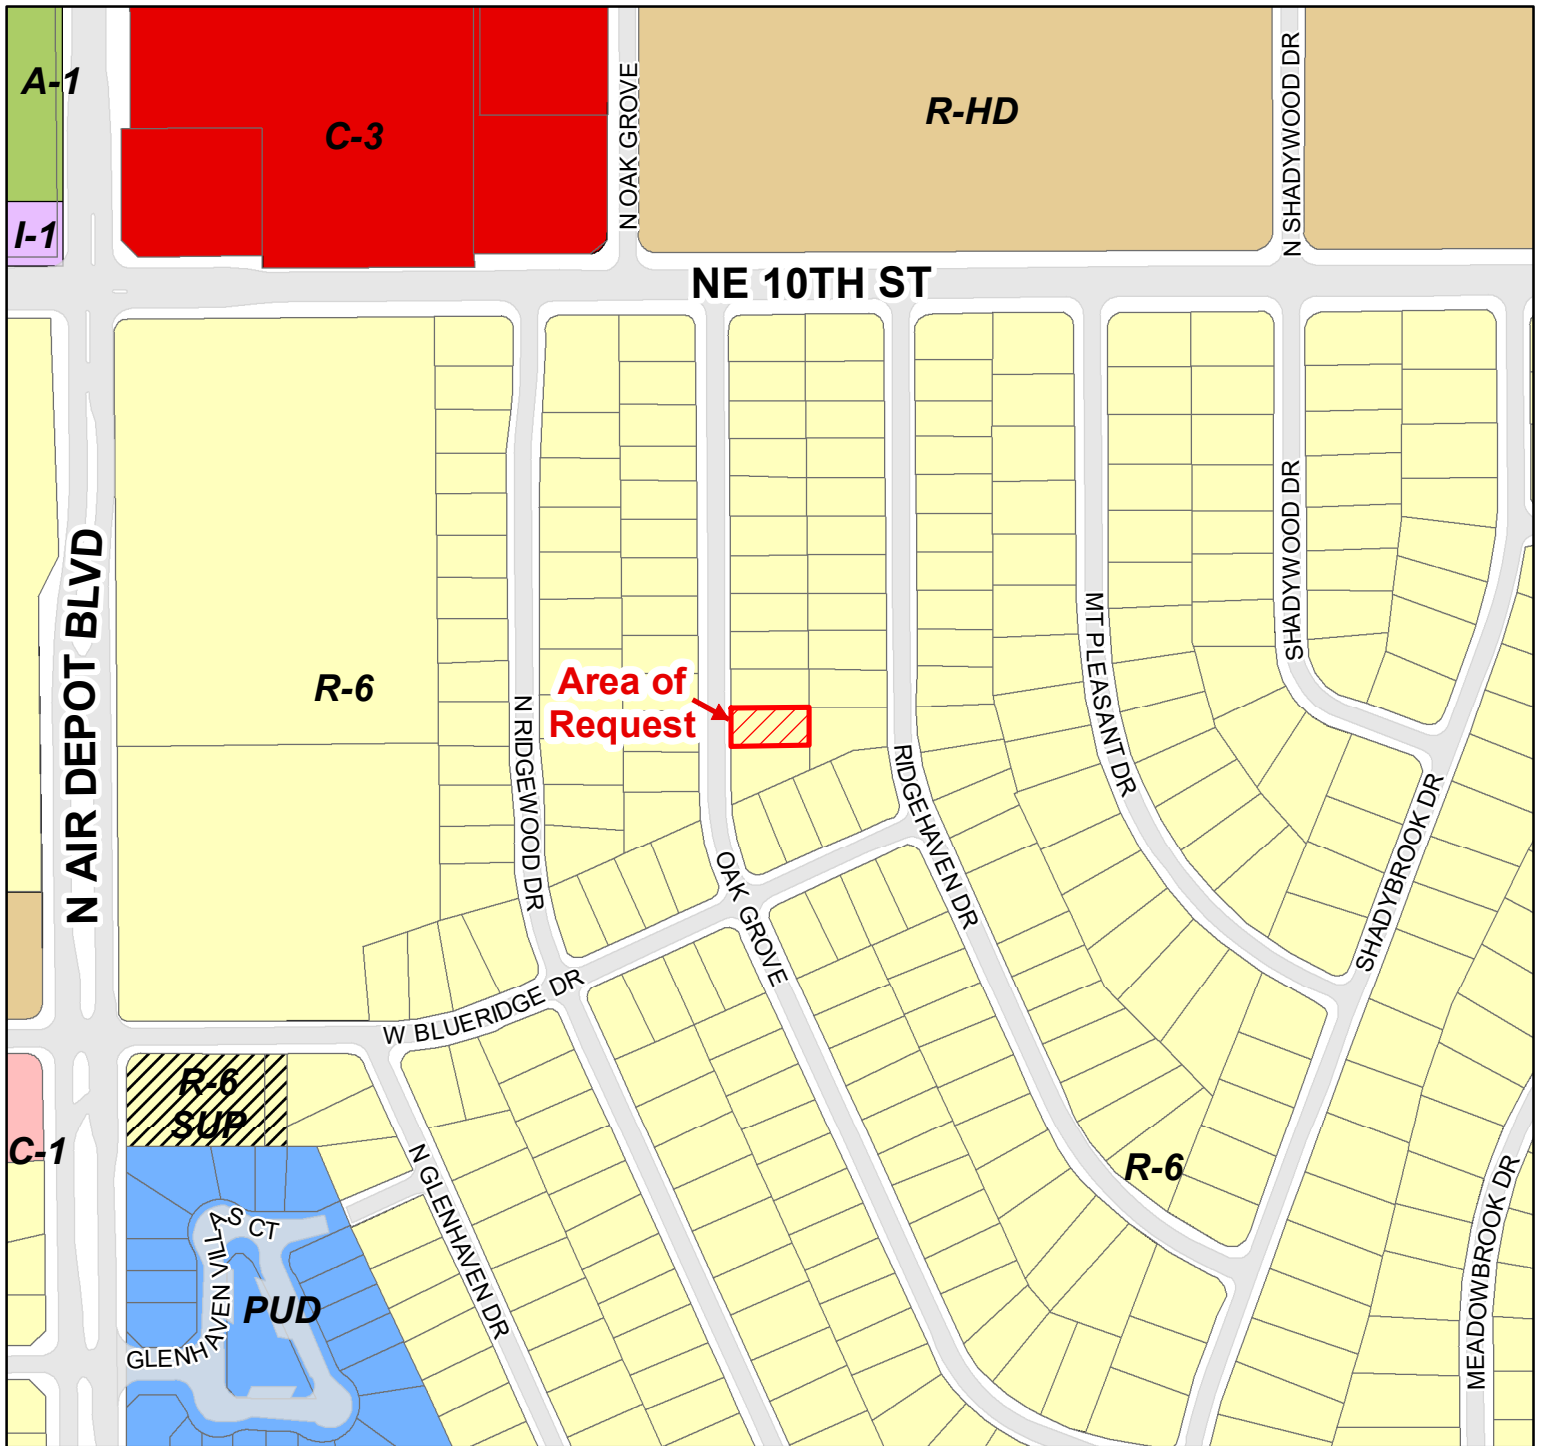 A-1
C-3
R-HD
N OAK GROVE
N SHADYWOOD DR
I-1
NE 10TH ST
N AIR DEPOT BLVD
R-6
Area of
Request
N RIDGEWOOD DR
OAK GROVE
RIDGEHAVEN DR
MT PLEASANT DR
SHADYWOOD DR
SHADYBROOK DR
W BLUERIDGE DR
R-6
SUP
C-1
N GLENHAVEN DR
R-6
MEADOWBROOK DR
GLENHAVEN VILLAS CT
PUD